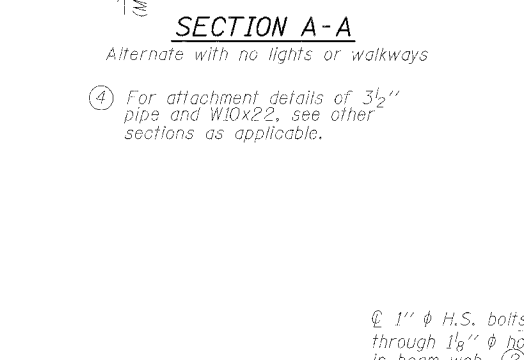 SECTION A-A
Alternate with no lights or walkways
④ For attachment details of 3½"
pipe and W10x22, see other
sections as applicable.
℄ 1" ϕ H.S. bolts
through 1⅛" ϕ
in beam web.